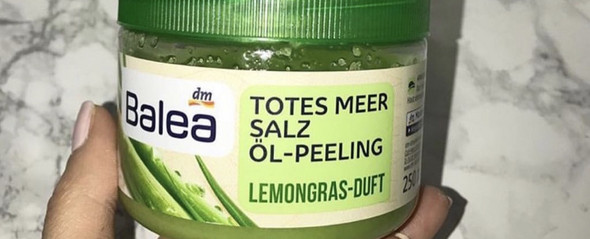 dm
Balea
TOTES MEER
SALZ
ÖL-PEELING
LEMONGRAS-DUFT
250